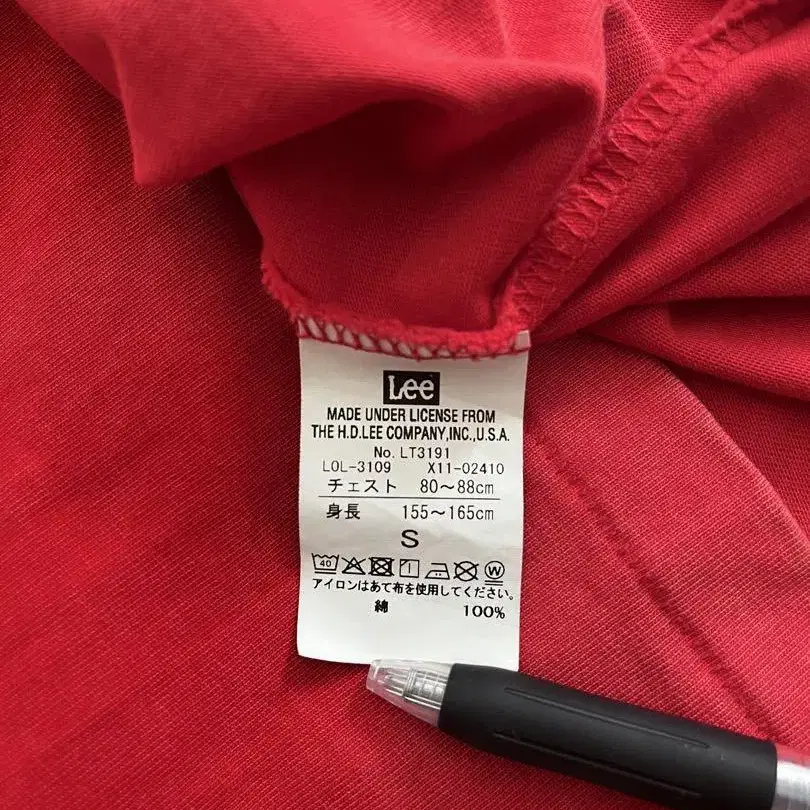 Lee
MADE UNDER LICENSE FROM
THE H.D.LEE COMPANY,INC.,U.S.A.
No. LT3191
LOL-3109 X11-02410
チェスト 80～88cm
身長 155～165cm
S
40 W
アイロンはあて布を使用してください。
綿 100%